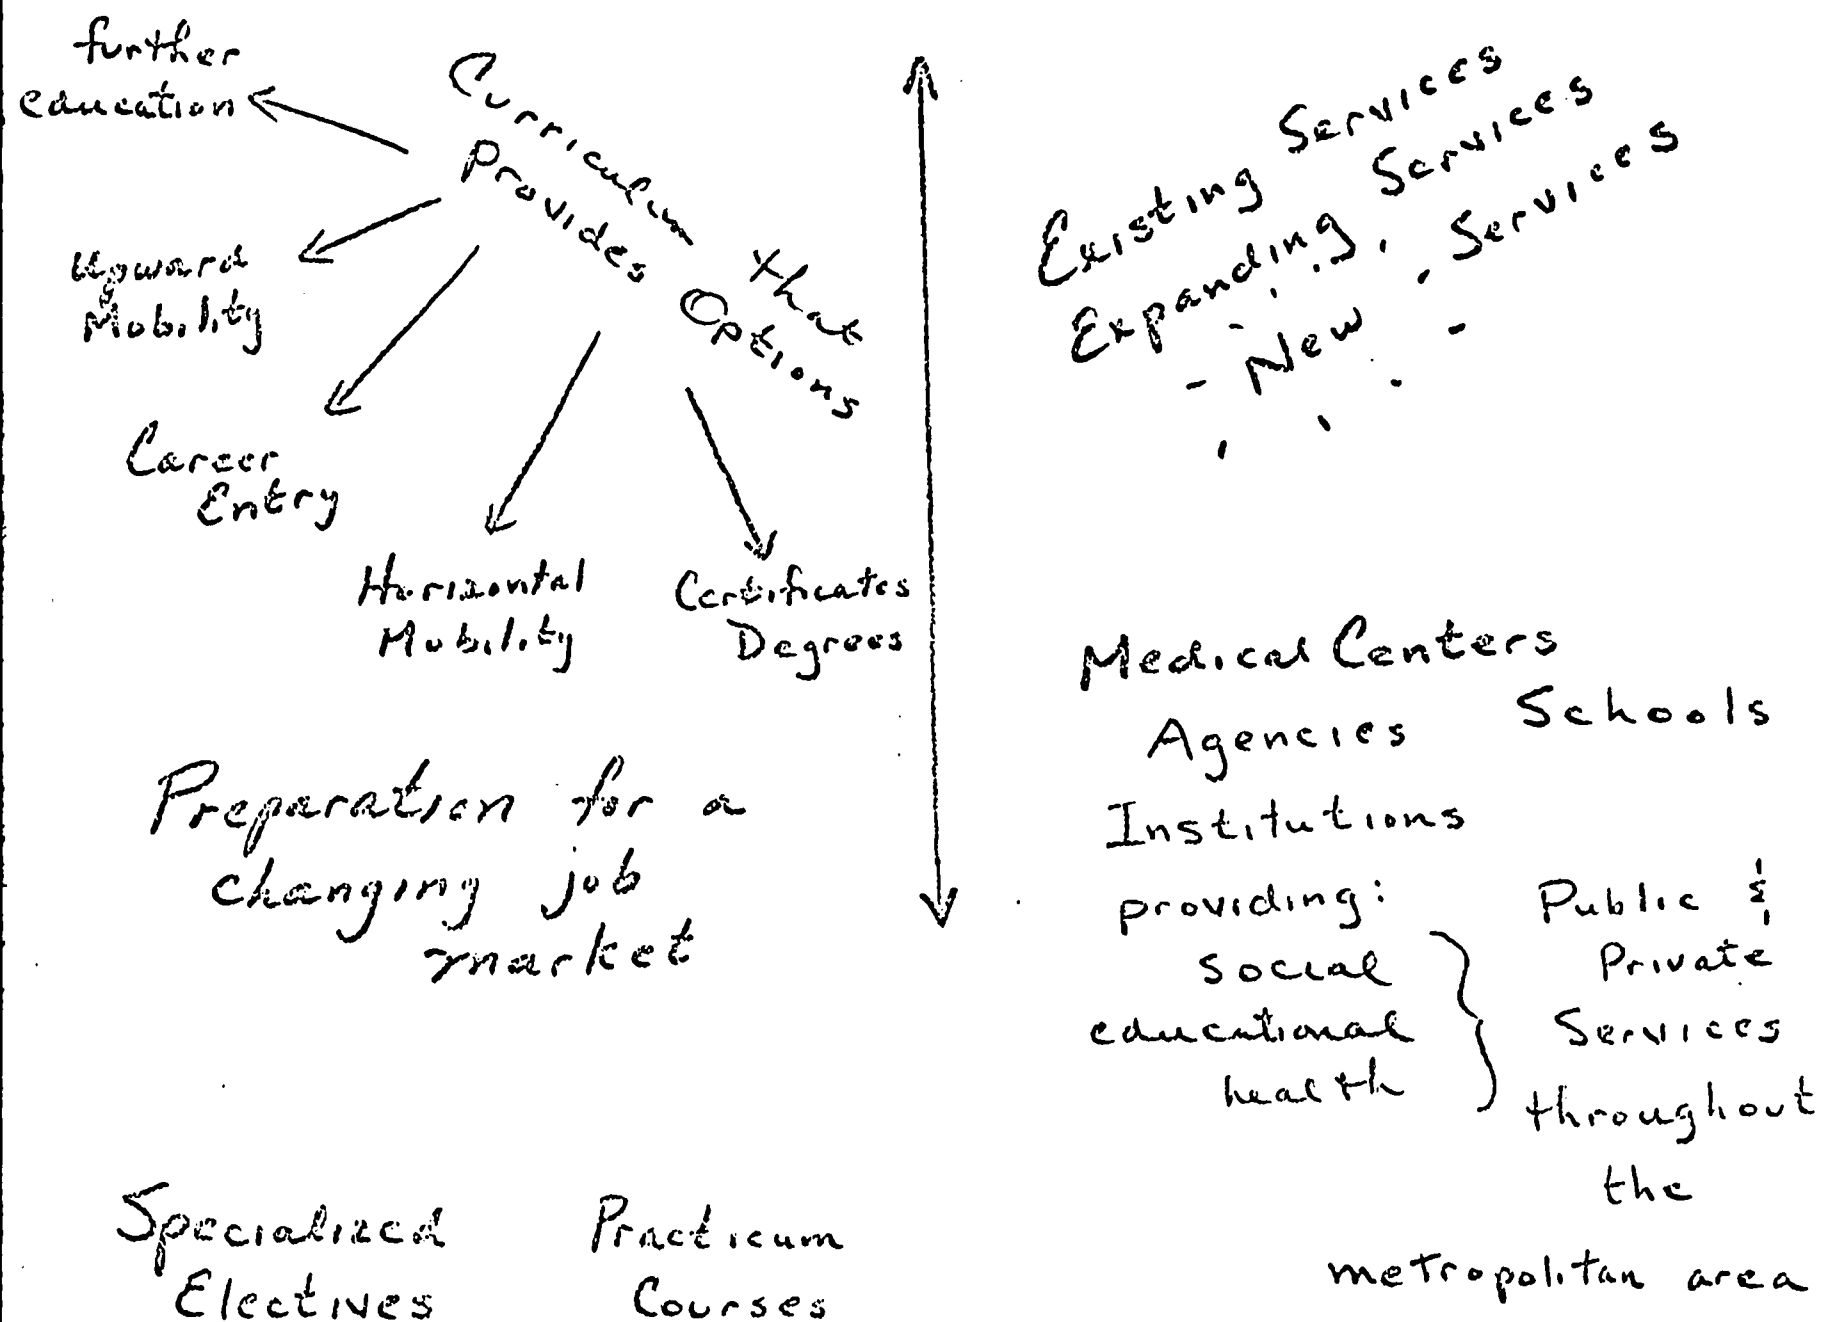 further
education
Curriculum that
Provides Options
Upward
Mobility
Career
Entry
Horizontal
Mobility
Certificates
Degrees
Preparation for a
changing job
market
Specialized
Electives
Practicum
Courses
Existing Services
Expanding Services
New Services
Medical Centers
Schools
Agencies
Institutions
providing:
social
educational
health
Public &
Private
Services
throughout
the
metropolitan area